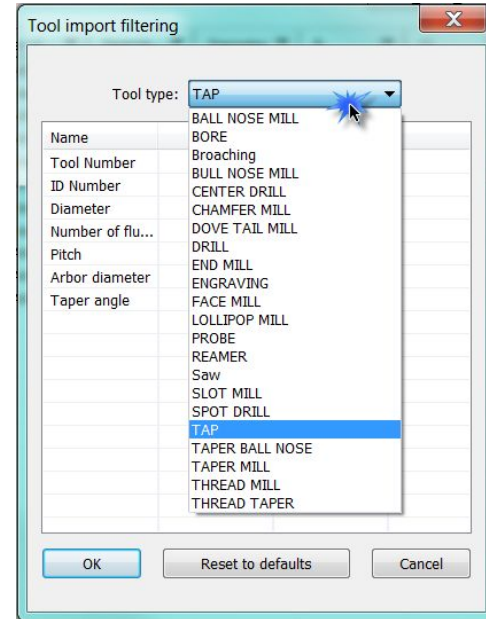 Tool import filtering
Tool type: TAP
BALL NOSE MILL
BORE
Name
Broaching
BULL NOSE MILL
Tool Number
CENTER DRILL
ID Number
CHAMFER MILL
Diameter
DOVE TAIL MILL
Number of flu...
DRILL
Pitch
END MILL
Arbor diameter
ENGRAVING
Taper angle
FACE MILL
LOLLIPOP MILL
PROBE
REAMER
Saw
SLOT MILL
SPOT DRILL
TAP
TAPER BALL NOSE
TAPER MILL
THREAD MILL
THREAD TAPER
OK Reset to defaults Cancel